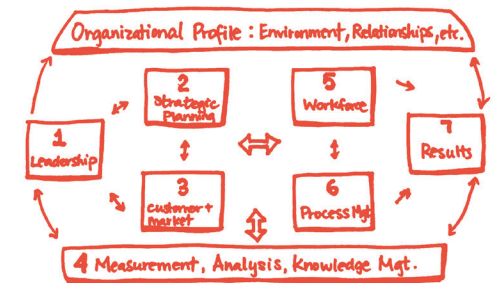 Organizational Profile : Environment, Relationships, etc.
2
Strategic
Planning
5
Workforce
1
Leadership
7
Results
3
customer +
market
6
Process Mgt
4 Measurement, Analysis, Knowledge Mgt.